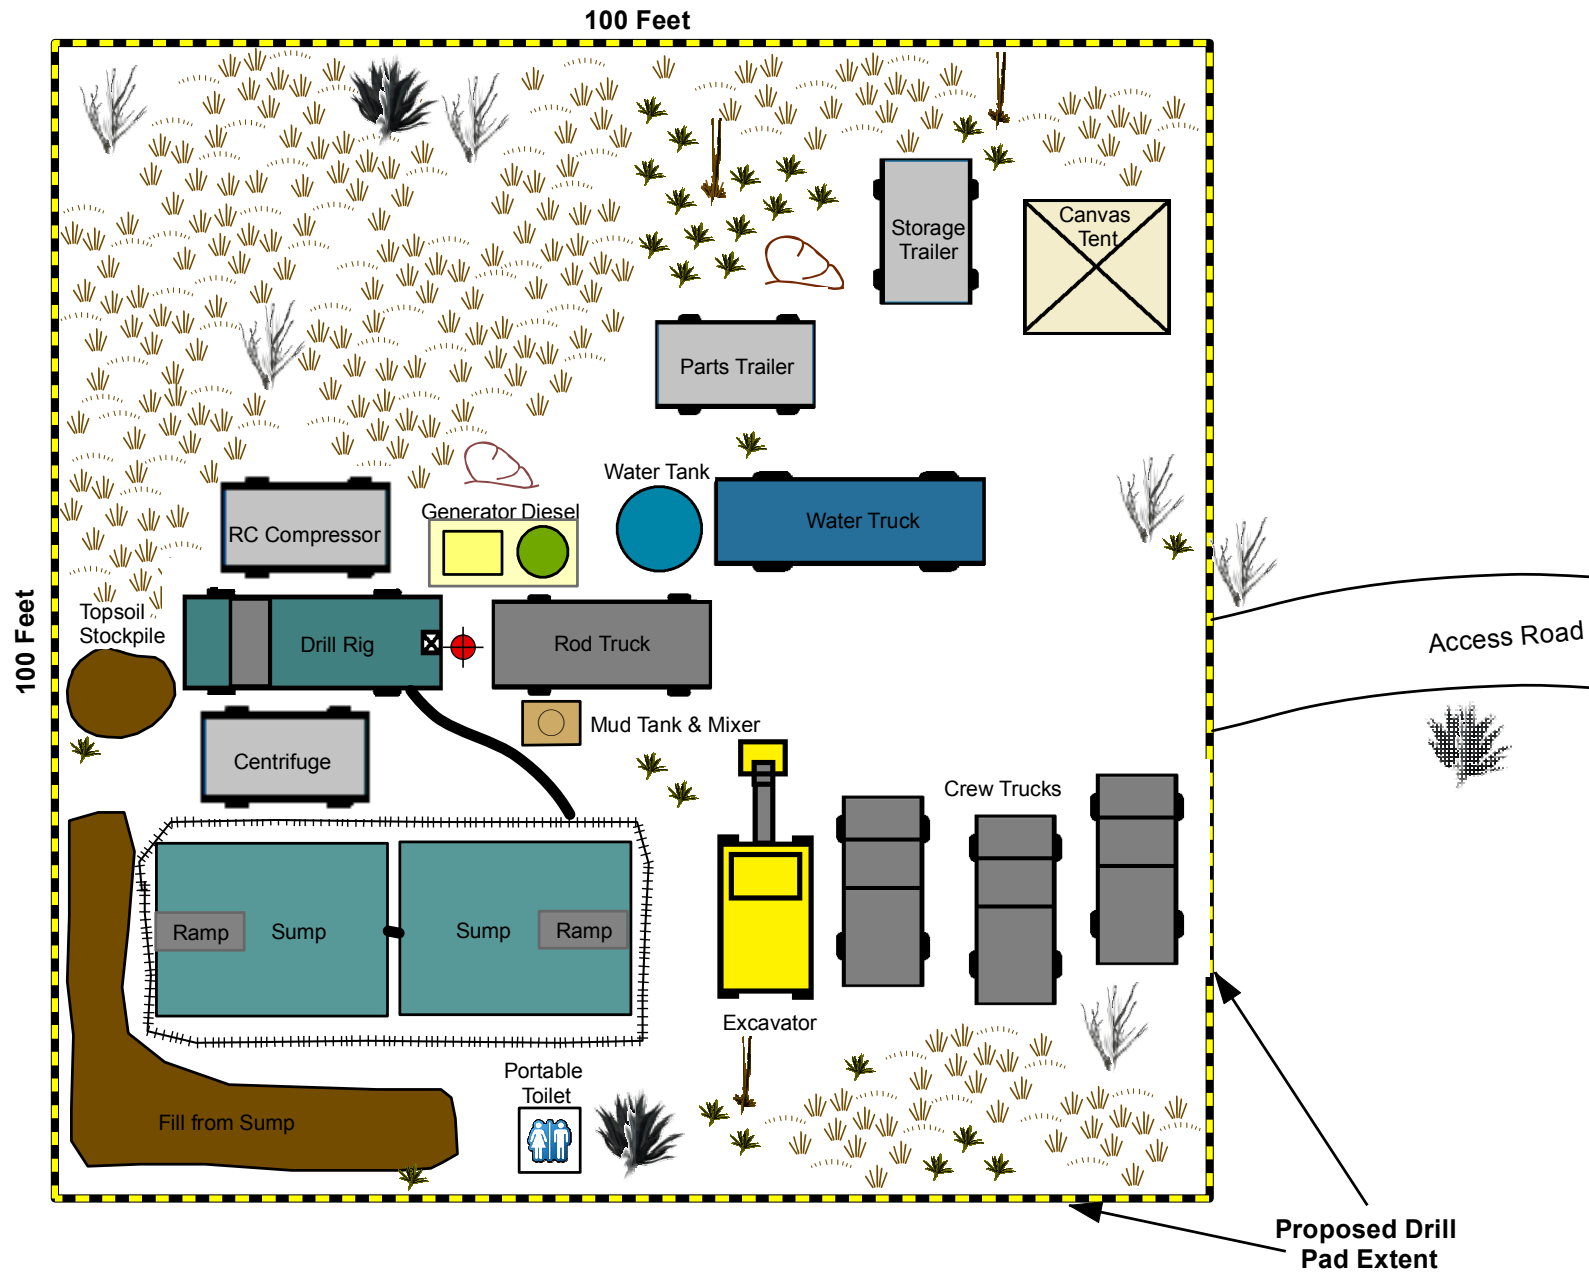 100 Feet
Canvas
Tent
Storage
Trailer
Parts Trailer
Water Tank
Generator Diesel
Water Truck
RC Compressor
100 Feet
Topsoil
Stockpile
Drill Rig
Rod Truck
Access Road
Mud Tank & Mixer
Centrifuge
Crew Trucks
Ramp
Sump
Sump
Ramp
Excavator
Portable
Toilet
Fill from Sump
Proposed Drill
Pad Extent